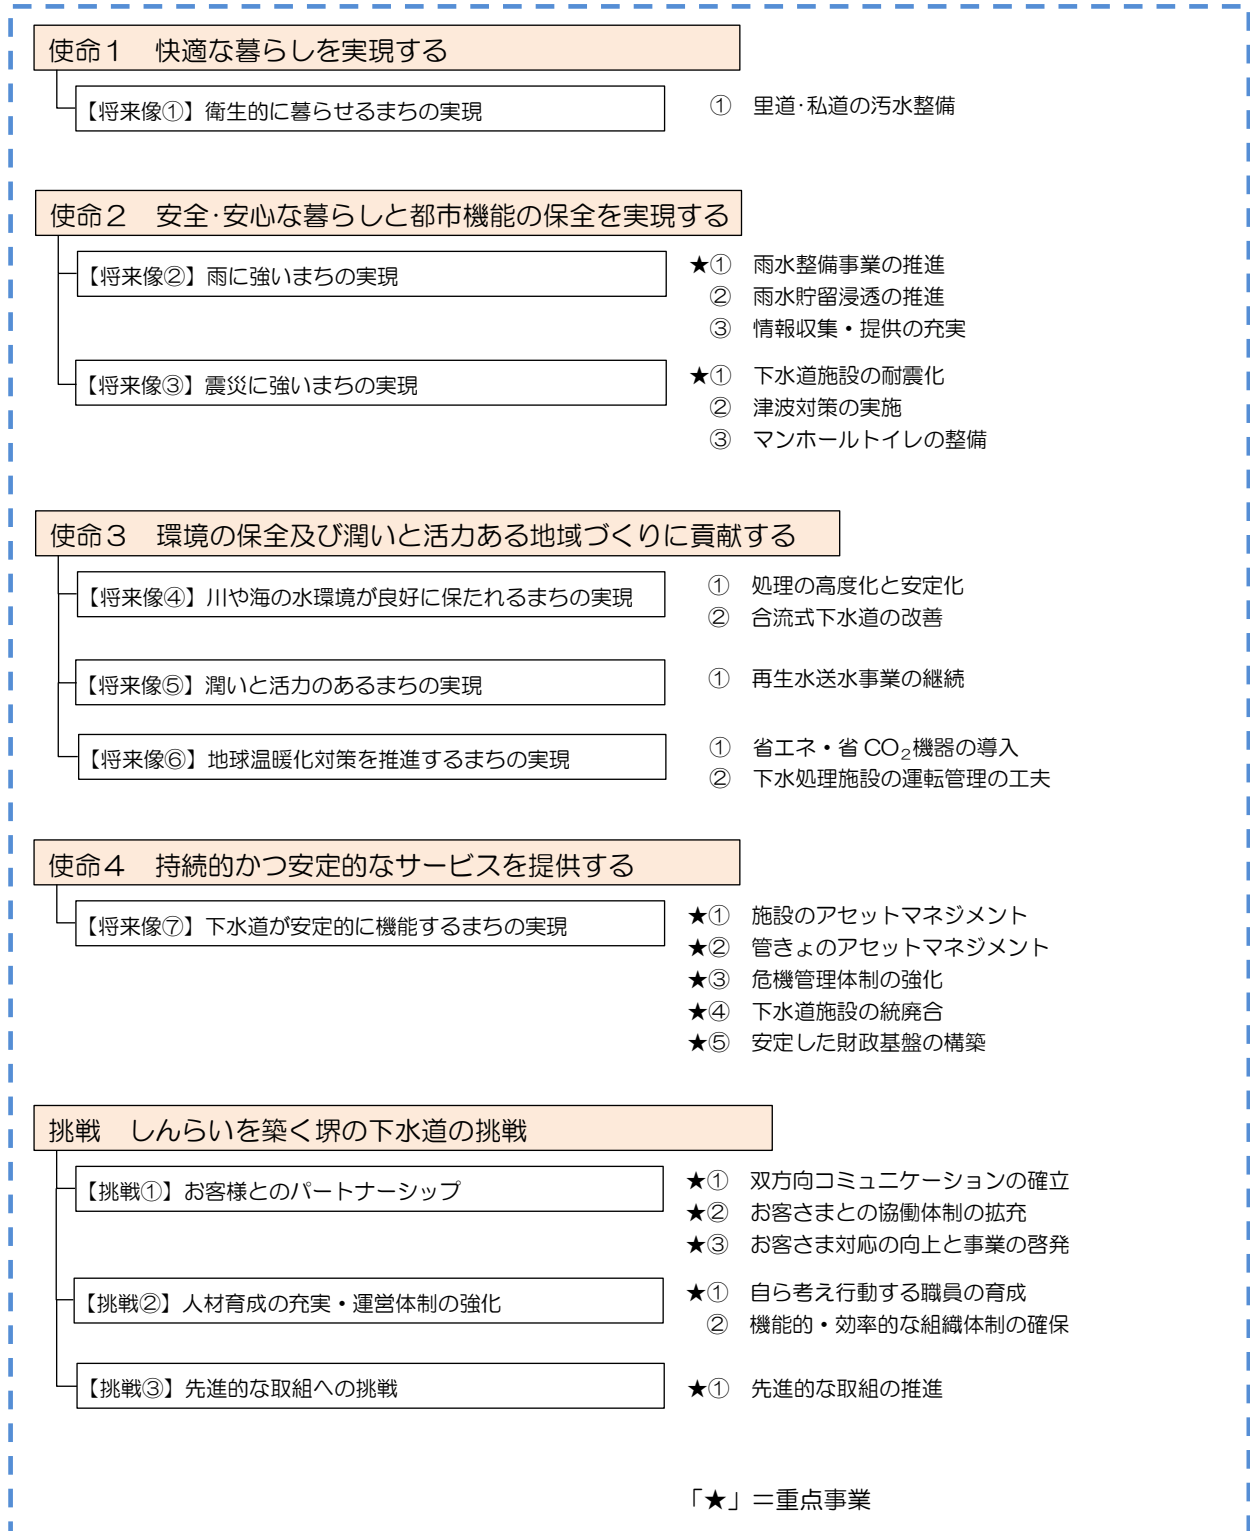 使命１　快適な暮らしを実現する
【将来像①】衛生的に暮らせるまちの実現
①　里道･私道の汚水整備
使命２　安全･安心な暮らしと都市機能の保全を実現する
【将来像②】雨に強いまちの実現
★①　雨水整備事業の推進
②　雨水貯留浸透の推進
③　情報収集・提供の充実
【将来像③】震災に強いまちの実現
★①　下水道施設の耐震化
②　津波対策の実施
③　マンホールトイレの整備
使命３　環境の保全及び潤いと活力ある地域づくりに貢献する
【将来像④】川や海の水環境が良好に保たれるまちの実現
①　処理の高度化と安定化
②　合流式下水道の改善
【将来像⑤】潤いと活力のあるまちの実現
①　再生水送水事業の継続
【将来像⑥】地球温暖化対策を推進するまちの実現
①　省エネ・省 CO₂機器の導入
②　下水処理施設の運転管理の工夫
使命４　持続的かつ安定的なサービスを提供する
【将来像⑦】下水道が安定的に機能するまちの実現
★①　施設のアセットマネジメント
★②　管きょのアセットマネジメント
★③　危機管理体制の強化
★④　下水道施設の統廃合
★⑤　安定した財政基盤の構築
挑戦　しんらいを築く堺の下水道の挑戦
【挑戦①】お客様とのパートナーシップ
★①　双方向コミュニケーションの確立
★②　お客さまとの協働体制の拡充
★③　お客さま対応の向上と事業の啓発
【挑戦②】人材育成の充実・運営体制の強化
★①　自ら考え行動する職員の育成
②　機能的・効率的な組織体制の確保
【挑戦③】先進的な取組への挑戦
★①　先進的な取組の推進
「★」＝重点事業